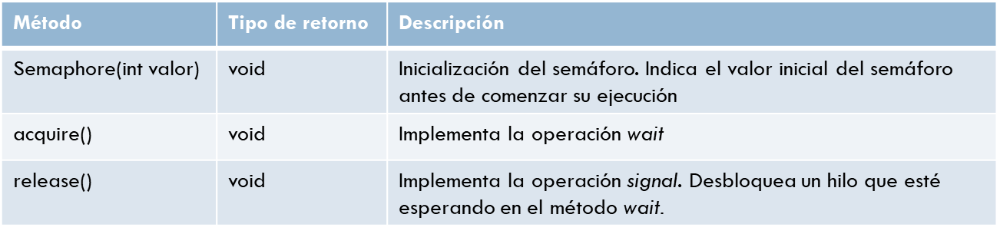 Método Tipo de retorno Descripción
Semaphore(int valor) void Inicialización del semáforo. Indica el valor inicial del semáforo
antes de comenzar su ejecución
acquire() void Implementa la operación wait
release() void Implementa la operación signal. Desbloquea un hilo que esté
esperando en el método wait.